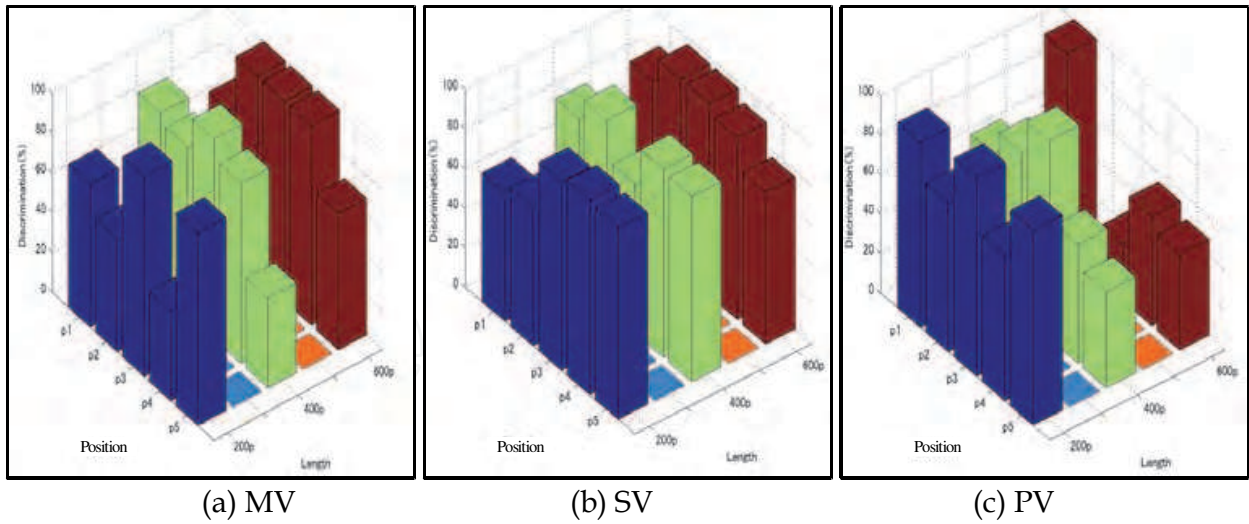 100
80
60
40
20
0
Discrimination(%)
p1
p2
p3
p4
p5
Position
200p
400p
600p
Length
(a) MV
100
80
60
40
20
0
Discrimination(%)
p1
p2
p3
p4
p5
Position
200p
400p
600p
Length
(b) SV
100
80
60
40
20
0
Discrimination(%)
p1
p2
p3
p4
p5
Position
200p
400p
600p
Length
(c) PV